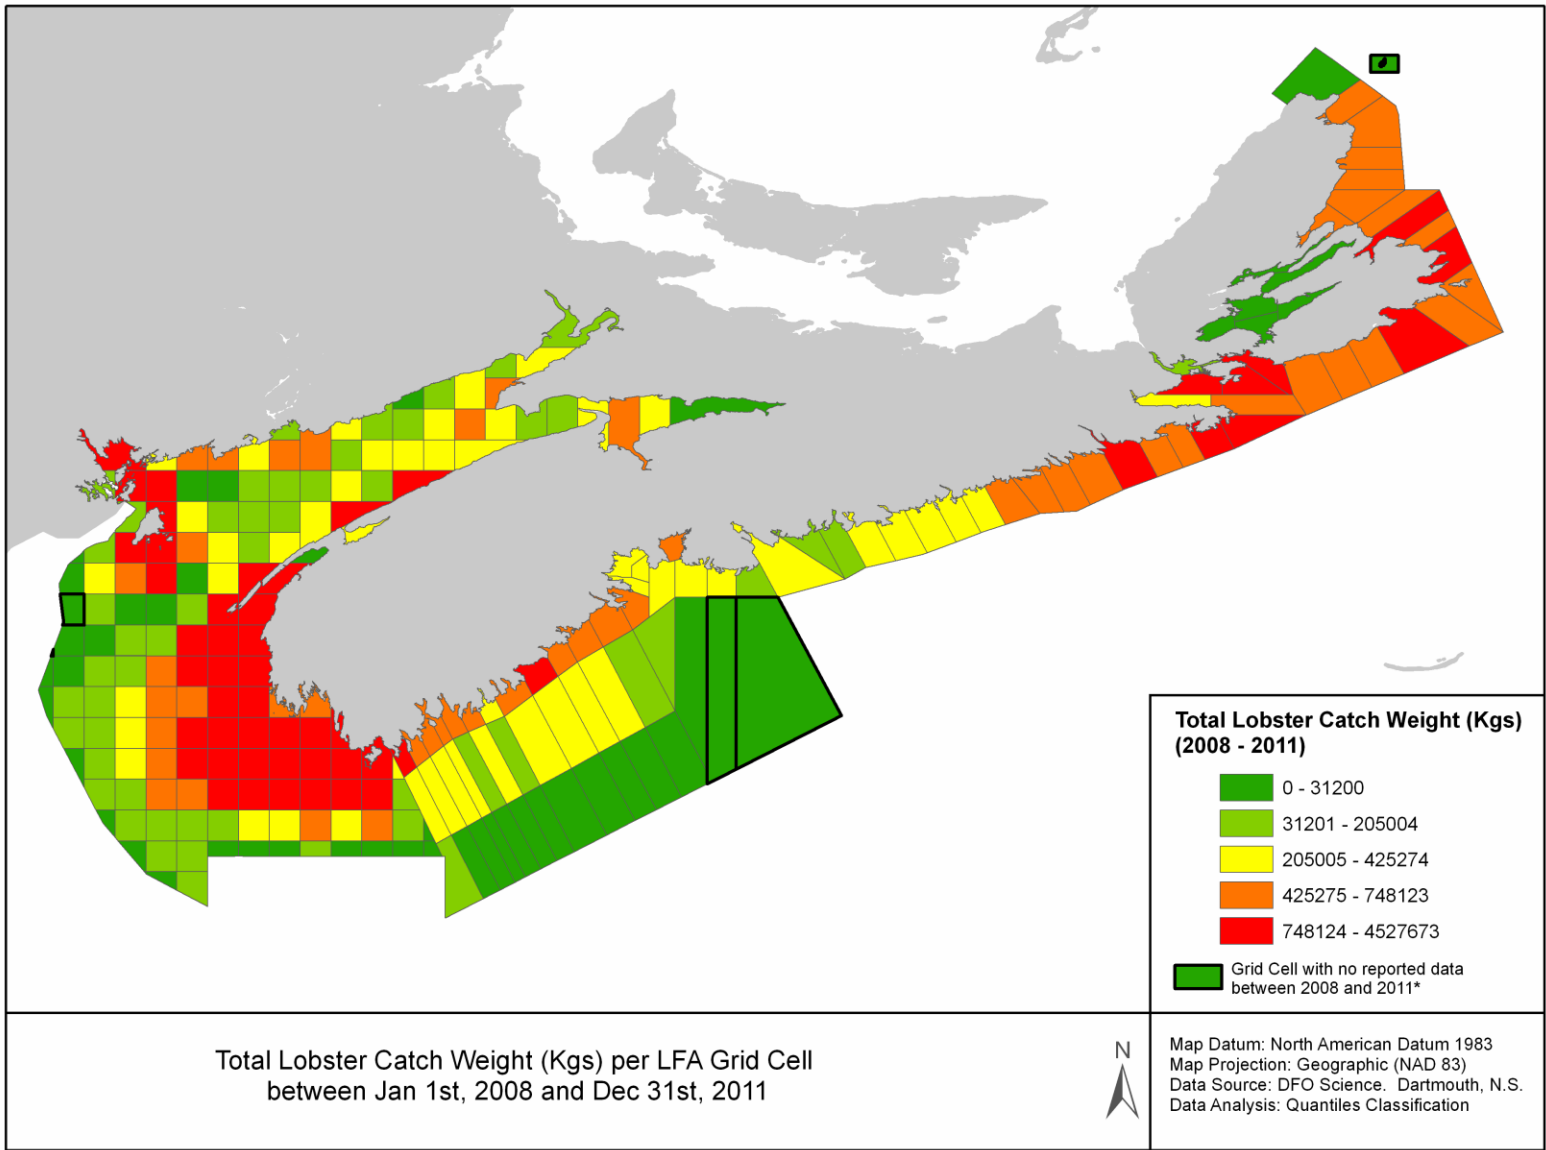 Total Lobster Catch Weight (Kgs)
(2008 - 2011)
0 - 31200
31201 - 205004
205005 - 425274
425275 - 748123
748124 - 4527673
Grid Cell with no reported data
between 2008 and 2011*
Total Lobster Catch Weight (Kgs) per LFA Grid Cell
between Jan 1st, 2008 and Dec 31st, 2011
N
Map Datum: North American Datum 1983
Map Projection: Geographic (NAD 83)
Data Source: DFO Science. Dartmouth, N.S.
Data Analysis: Quantiles Classification